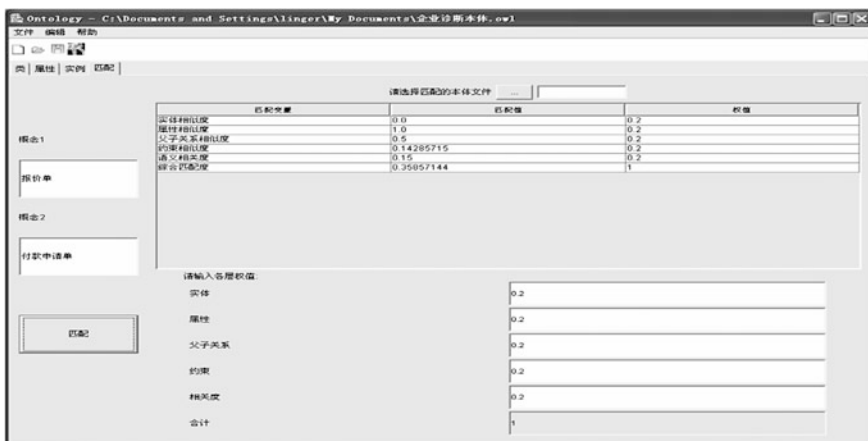 Ontology - C:\Documents and Settings\linger\My Documents\企业诊断本体.owl
文件 编辑 帮助
类 属性 实例 匹配
请选择匹配的本体文件 ...
匹配变量 匹配值 权值
实体相似度 0.0 0.2
属性相似度 1.0 0.2
父子关系相似度 0.5 0.2
约束相似度 0.14285715 0.2
语义相关度 0.15 0.2
综合匹配度 0.35857144 1
概念1
报价单
概念2
付款申请单
匹配
请输入各层权值:
实体 0.2
属性 0.2
父子关系 0.2
约束 0.2
相关度 0.2
合计 1